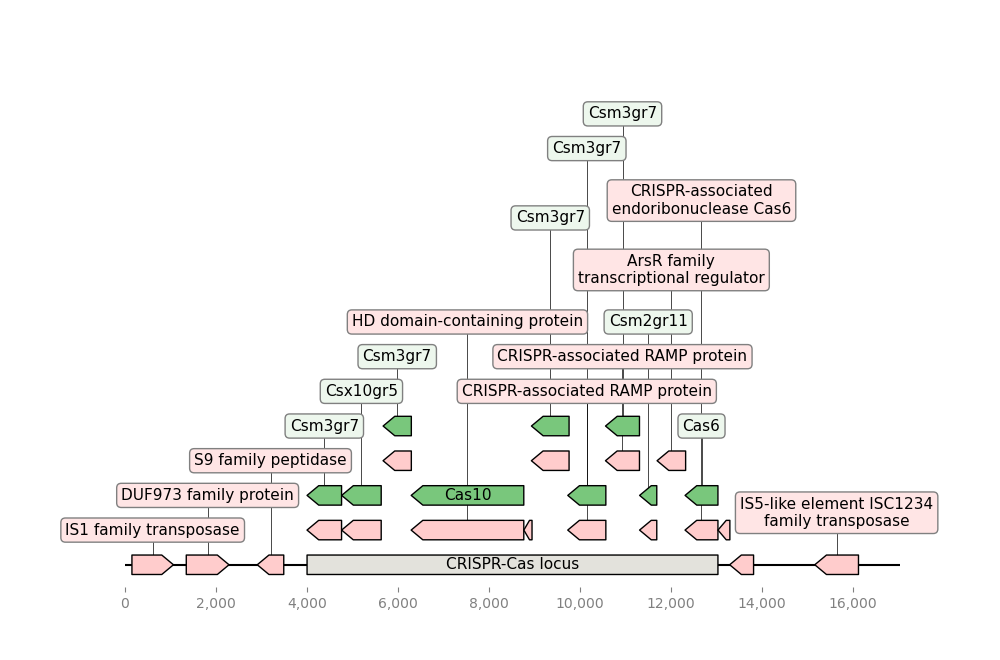 Csm3gr7
Csm3gr7
CRISPR-associated
endoribonuclease Cas6
Csm3gr7
ArsR family
transcriptional regulator
HD domain-containing protein
Csm2gr11
Csm3gr7
CRISPR-associated RAMP protein
Csx10gr5
CRISPR-associated RAMP protein
Csm3gr7
Cas6
S9 family peptidase
DUF973 family protein
Cas10
IS5-like element ISC1234
family transposase
IS1 family transposase
CRISPR-Cas locus
0 2,000 4,000 6,000 8,000 10,000 12,000 14,000 16,000